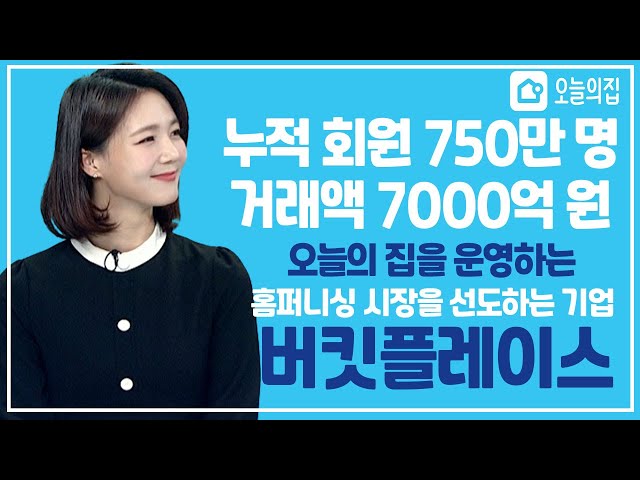 오늘의집
누적 회원 750만 명
거래액 7000억 원
오늘의 집을 운영하는
홈퍼니싱 시장을 선도하는 기업
버킷플레이스